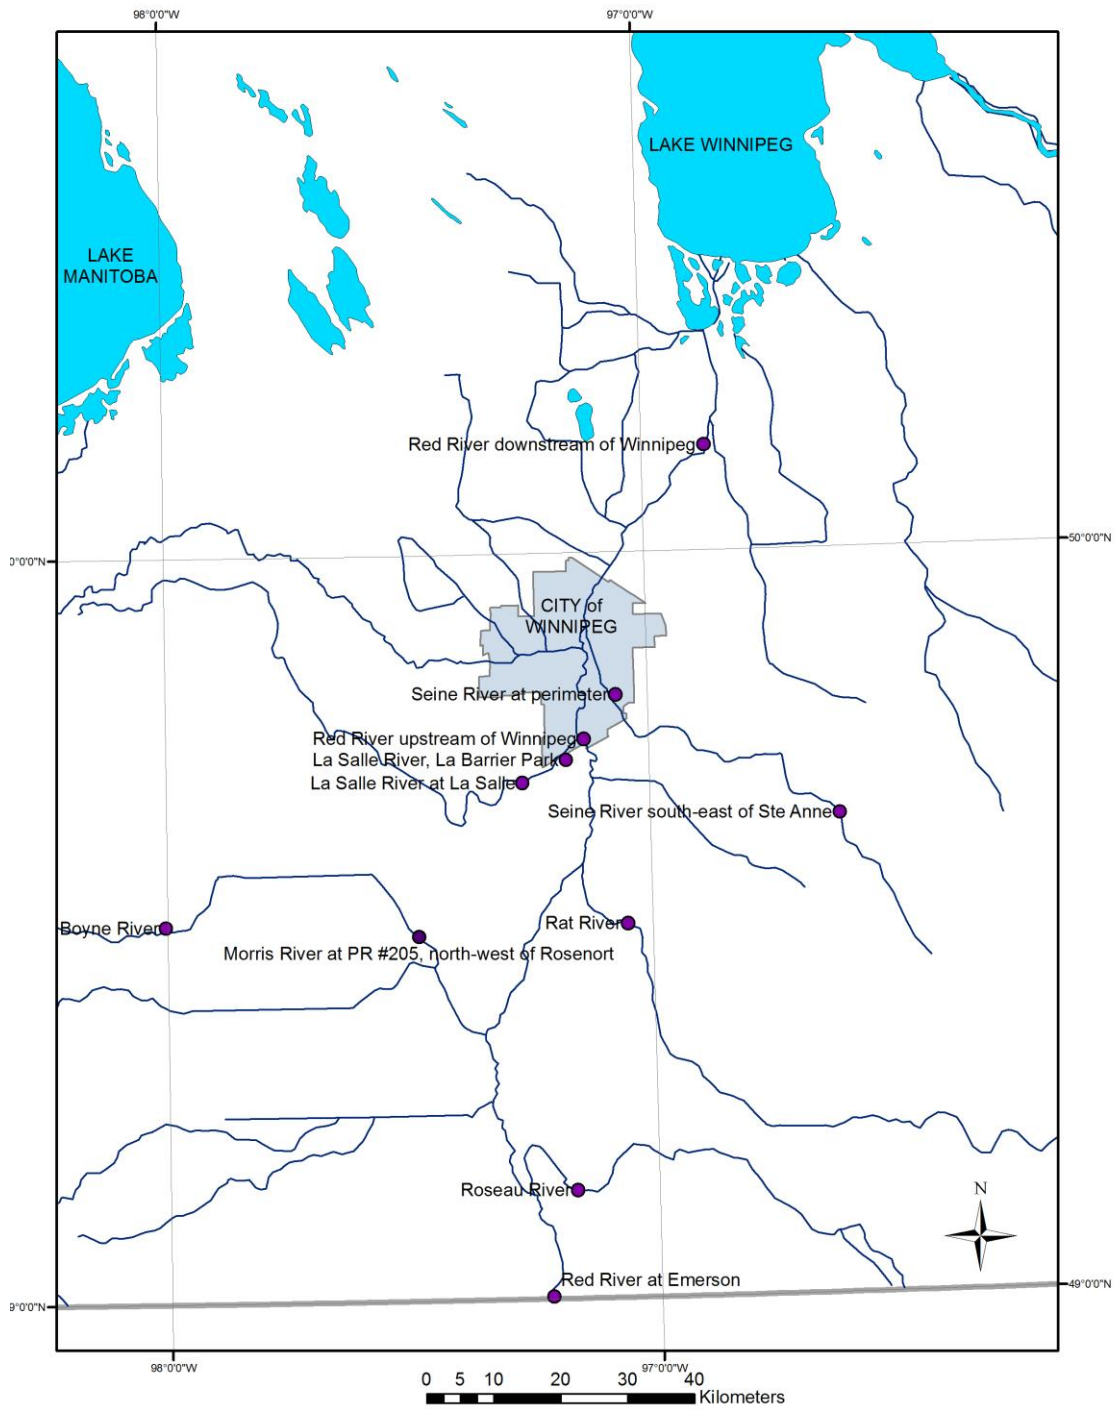 98°0'0"W
97°0'0"W
LAKE WINNIPEG
LAKE
MANITOBA
Red River downstream of Winnipeg
50°0'0"N
0°0'0"N
CITY of
WINNIPEG
Seine River at perimeter
Red River upstream of Winnipeg
La Salle River, La Barrier Park
La Salle River at La Salle
Seine River south-east of Ste Anne
Boyne River
Rat River
Morris River at PR #205, north-west of Rosenort
Roseau River
N
Red River at Emerson
49°0'0"N
9°0'0"N
98°0'0"W
97°0'0"W
0 5 10 20 30 40
Kilometers